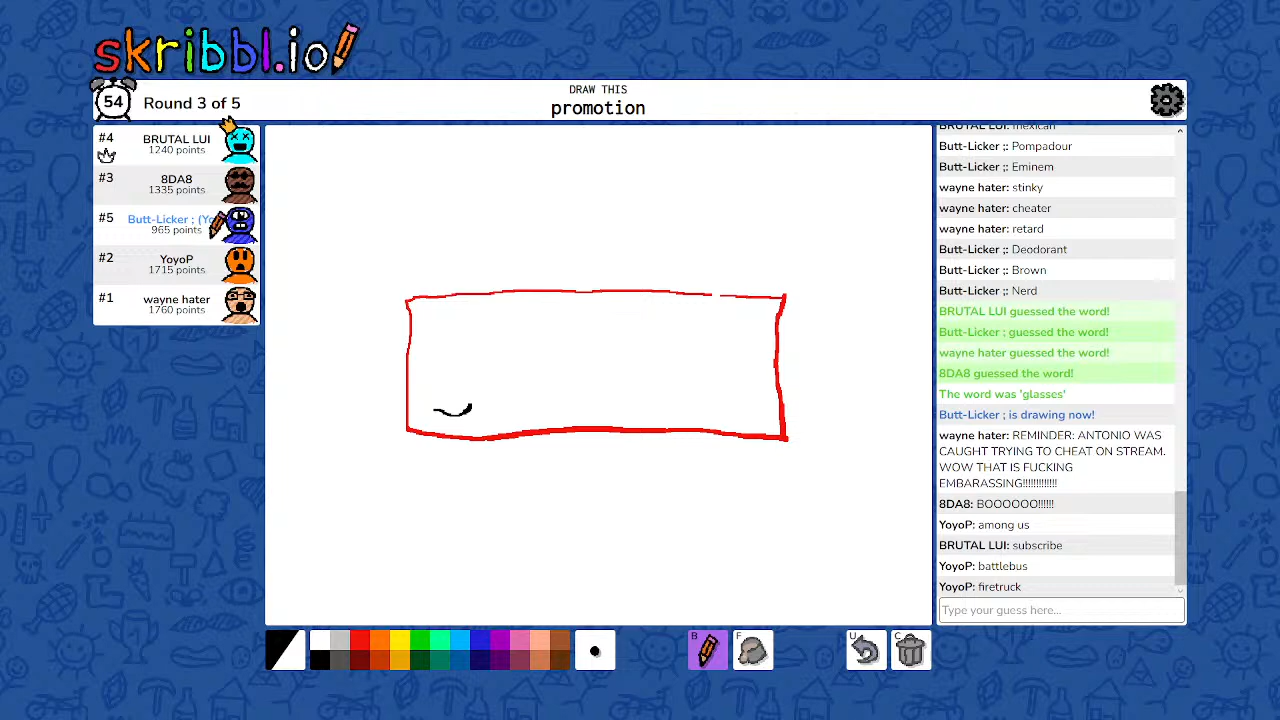 skribbl.io
54
Round 3 of 5
DRAW THIS
promotion
#4
BRUTAL LUI
1240 points
#3
8DA8
1335 points
#5
Butt-Licker ; (Yo
965 points
#2
YoyoP
1715 points
#1
wayne hater
1760 points
BRUTAL LUI: mexican
Butt-Licker ;: Pompadour
Butt-Licker ;: Eminem
wayne hater: stinky
wayne hater: cheater
wayne hater: retard
Butt-Licker ;: Deodorant
Butt-Licker ;: Brown
Butt-Licker ;: Nerd
BRUTAL LUI guessed the word!
Butt-Licker ; guessed the word!
wayne hater guessed the word!
8DA8 guessed the word!
The word was 'glasses'
Butt-Licker ; is drawing now!
wayne hater: REMINDER: ANTONIO WAS
CAUGHT TRYING TO CHEAT ON STREAM.
WOW THAT IS FUCKING
EMBARASSING!!!!!!!!!!!!!
8DA8: BOOOOOO!!!!!!
YoyoP: among us
BRUTAL LUI: subscribe
YoyoP: battlebus
YoyoP: firetruck
Type your guess here...
B
F
U
C